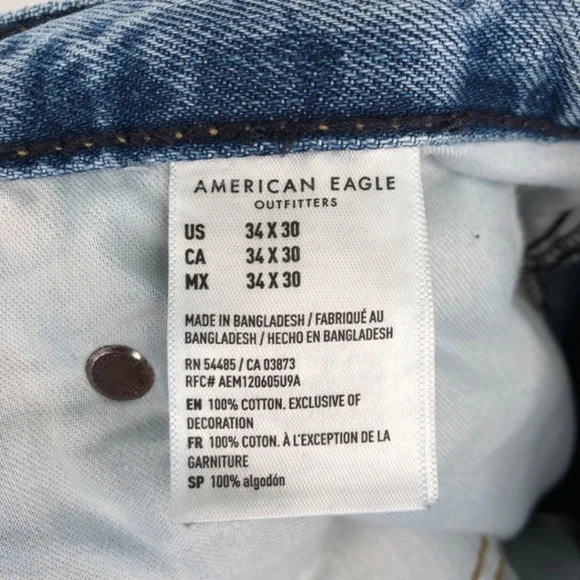 AMERICAN EAGLE
OUTFITTERS
US 34 X 30
CA 34 X 30
MX 34 X 30
MADE IN BANGLADESH / FABRIQUÉ AU
BANGLADESH / HECHO EN BANGLADESH
RN 54485 / CA 03873
RFC# AEM120605U9A
EN 100% COTTON. EXCLUSIVE OF
DECORATION
FR 100% COTON. À L'EXCEPTION DE LA
GARNITURE
SP 100% algodón